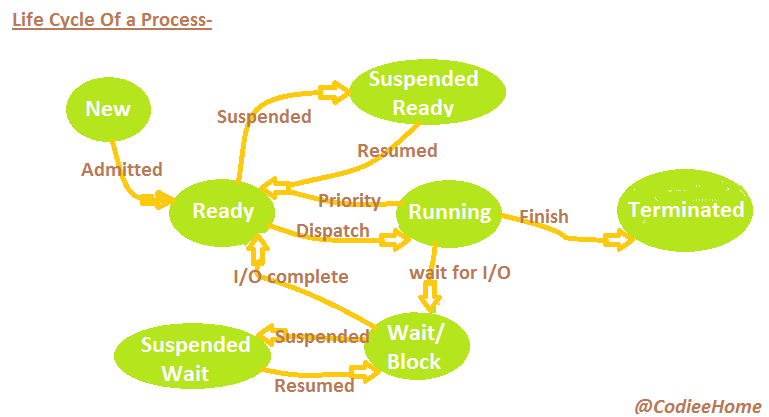 Life Cycle Of a Process-
Suspended
Ready
New
Suspended
Resumed
Admitted
Ready
Priority
Running
Finish
Terminated
Dispatch
I/O complete
wait for I/O
Suspended
Wait/
Block
Suspended
Wait
Resumed
@CodieeHome